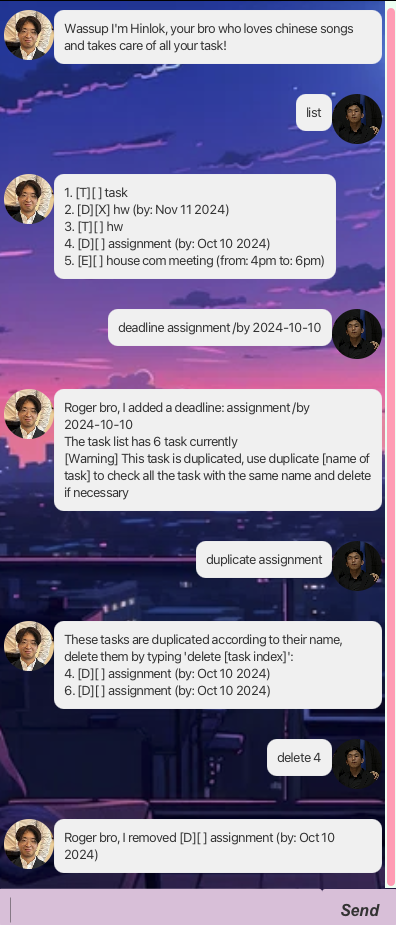 Wassup I'm Hinlok, your bro who loves chinese songs
and takes care of all your task!
list
1. [T][ ] task
2. [D][X] hw (by: Nov 11 2024)
3. [T][ ] hw
4. [D][ ] assignment (by: Oct 10 2024)
5. [E][ ] house com meeting (from: 4pm to: 6pm)
deadline assignment /by 2024-10-10
Roger bro, I added a deadline: assignment /by
2024-10-10
The task list has 6 task currently
[Warning] This task is duplicated, use duplicate [name of
task] to check all the task with the same name and delete
if necessary
duplicate assignment
These tasks are duplicated according to their name,
delete them by typing 'delete [task index]':
4. [D][ ] assignment (by: Oct 10 2024)
6. [D][ ] assignment (by: Oct 10 2024)
delete 4
Roger bro, I removed [D][ ] assignment (by: Oct 10
2024)
Send